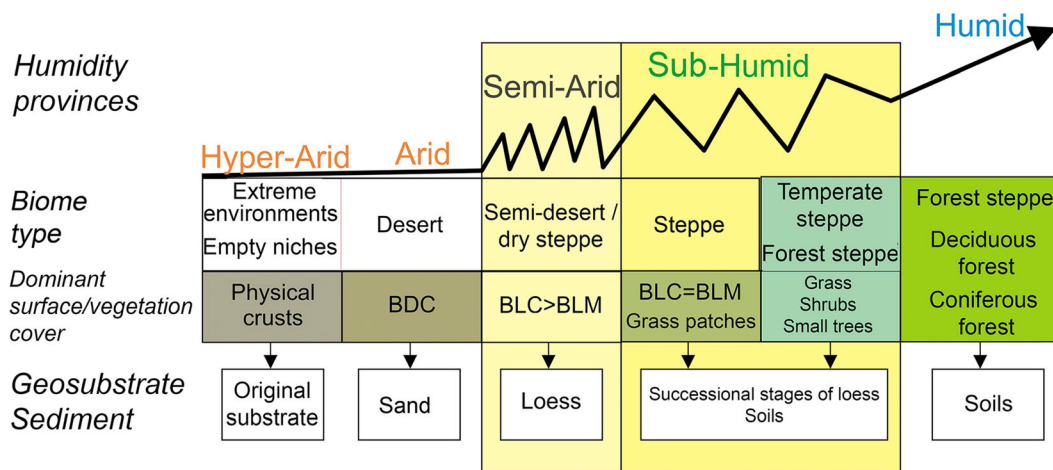 Humid
Humidity
provinces
Sub-Humid
Semi-Arid
Hyper-Arid
Arid
Biome
type
Extreme
environments
Empty niches
Desert
Semi-desert /
dry steppe
Steppe
Temperate
steppe
Forest steppe
Forest steppe
Deciduous
forest
Coniferous
forest
Dominant
surface/vegetation
cover
Physical
crusts
BDC
BLC>BLM
BLC=BLM
Grass patches
Grass
Shrubs
Small trees
Geosubstrate
Sediment
Original
substrate
Sand
Loess
Successional stages of loess
Soils
Soils